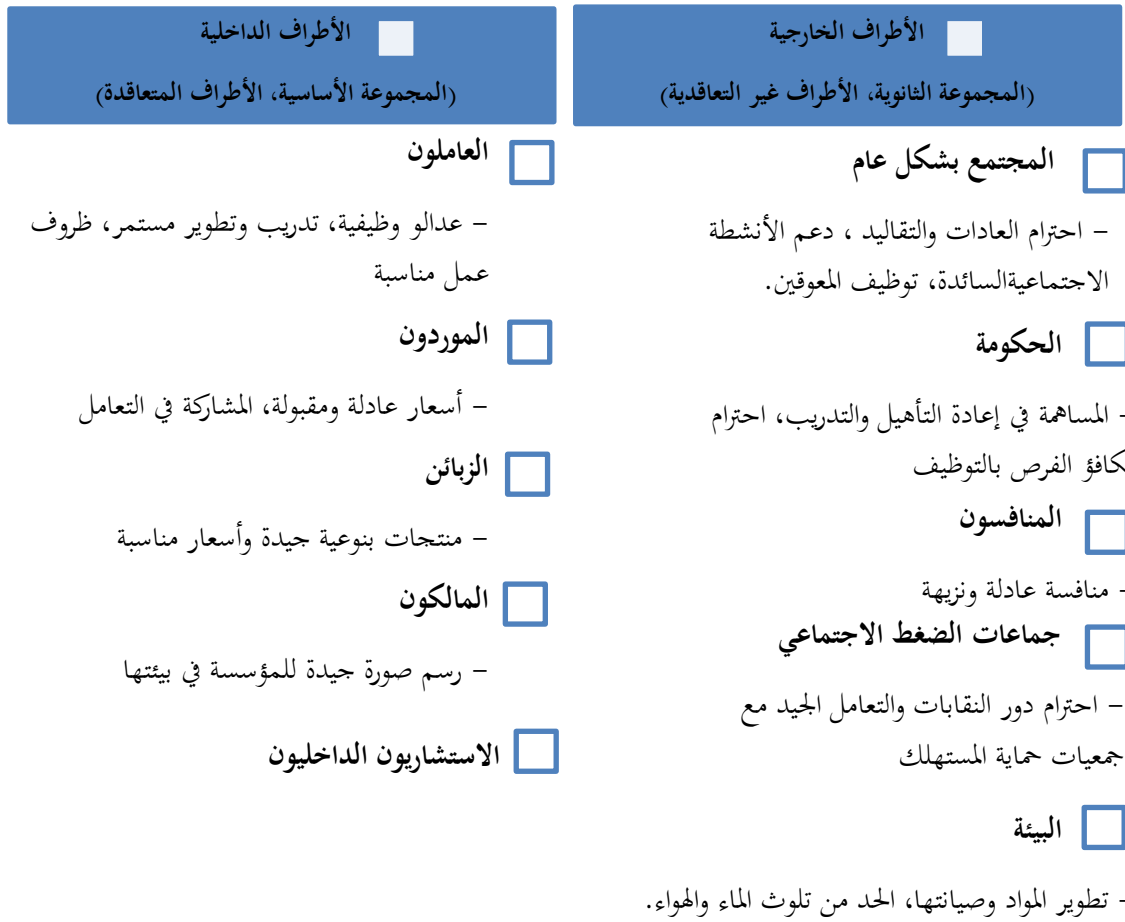 الأطراف الخارجية
(المجموعة الثانوية، الأطراف غير التعاقدية)
المجتمع بشكل عام
– احترام العادات والتقاليد ، دعم الأنشطة
الاجتماعيةالسائدة، توظيف المعوقين.
الحكومة
- المساهمة في إعادة التأهيل والتدريب، احترام
كافؤ الفرص بالتوظيف
المنافسون
- منافسة عادلة ونزيهة
جماعات الضغط الاجتماعي
– احترام دور النقابات والتعامل الجيد مع
جمعيات حماية المستهلك
البيئة
- تطوير المواد وصيانتها، الحد من تلوث الماء والهواء.
الأطراف الداخلية
(المجموعة الأساسية، الأطراف المتعاقدة)
العاملون
– عدالو وظيفية، تدريب وتطوير مستمر، ظروف
عمل مناسبة
الموردون
– أسعار عادلة ومقبولة، المشاركة في التعامل
الزبائن
– منتجات بنوعية جيدة وأسعار مناسبة
المالكون
– رسم صورة جيدة للمؤسسة في بيئتها
الاستشاريون الداخليون